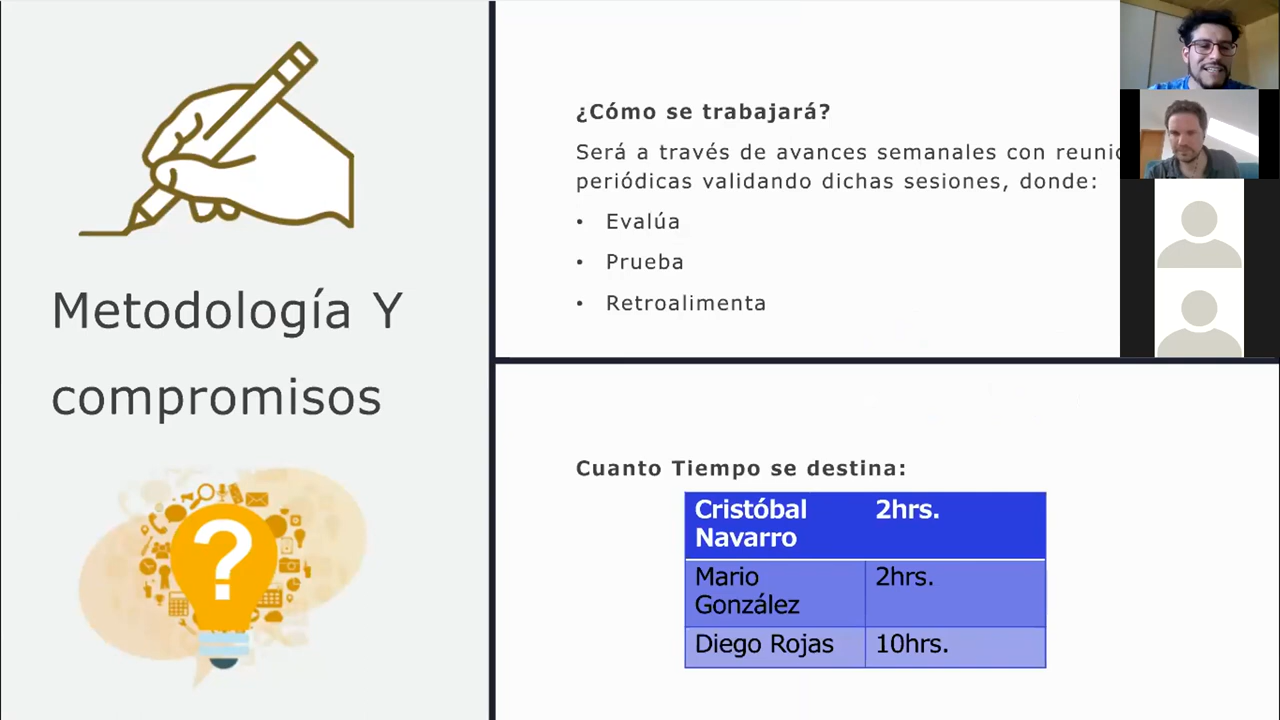 Metodología Y
compromisos
¿Cómo se trabajará?
Será a través de avances semanales con
periódicas validando dichas sesiones, donde:
• Evalúa
• Prueba
• Retroalimenta
Cuanto Tiempo se destina:
Cristóbal Navarro 2hrs.
Mario González 2hrs.
Diego Rojas 10hrs.
?